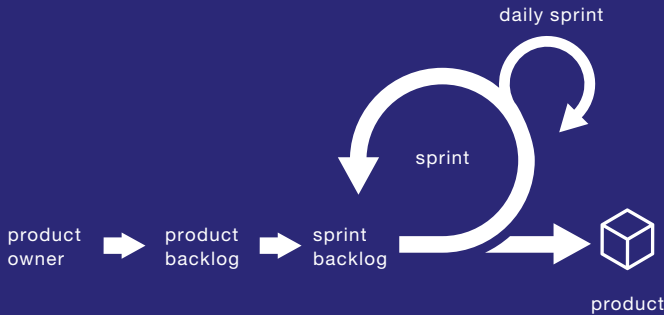 daily sprint
sprint
product
owner
product
backlog
sprint
backlog
product